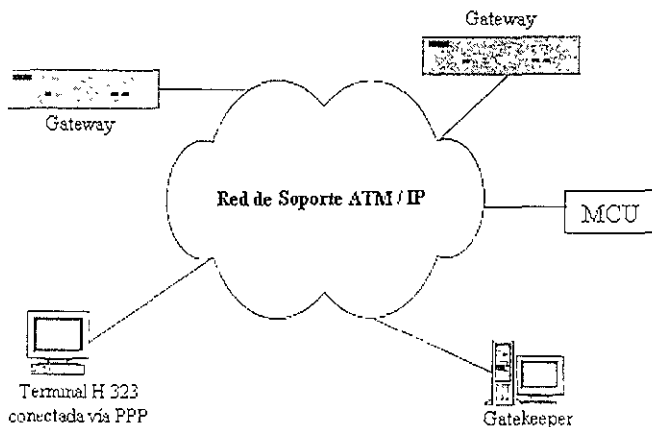 Gateway
Gateway
Red de Soporte ATM / IP
MCU
Terminal H 323
conectada vía PPP
Gatekeeper